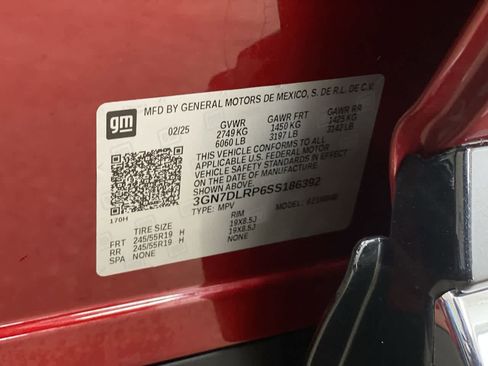 gm
MFD BY GENERAL MOTORS DE MEXICO, S. DE R.L. DE C.V.
02/25 GVWR GAWR FRT GAWR RR
2749 KG 1450 KG 1425 KG
6060 LB 3197 LB 3142 LB
THIS VEHICLE CONFORMS TO ALL
APPLICABLE U.S. FEDERAL MOTOR
VEHICLE SAFETY STANDARDS IN EFFECT
ON THE DATE OF MANUFACTURE
SHOWN ABOVE.
3GN7DLRP6SS186392
TYPE: MPV MODEL:
170H
TIRE SIZE RIM
FRT 245/55R19 H 19X8.5J
RR 245/55R19 H 19X8.5J
SPA NONE NONE